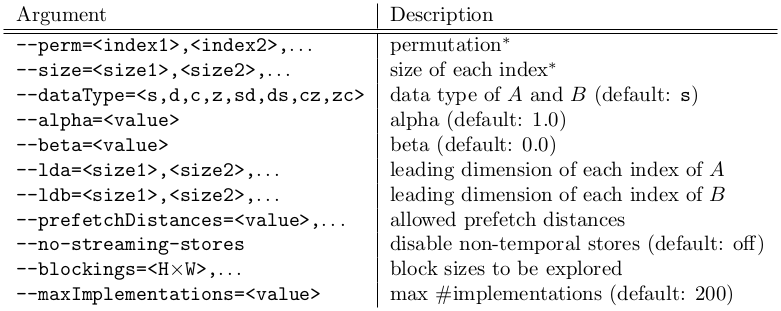 Argument Description
--perm=<index1>,<index2>,... permutation*
--size=<size1>,<size2>,... size of each index*
--dataType=<s,d,c,z,sd,ds,cz,zc> data type of A and B (default: s)
--alpha=<value> alpha (default: 1.0)
--beta=<value> beta (default: 0.0)
--lda=<size1>,<size2>,... leading dimension of each index of A
--ldb=<size1>,<size2>,... leading dimension of each index of B
--prefetchDistances=<value>,... allowed prefetch distances
--no-streaming-stores disable non-temporal stores (default: off)
--blockings=<H×W>,... block sizes to be explored
--maxImplementations=<value> max #implementations (default: 200)